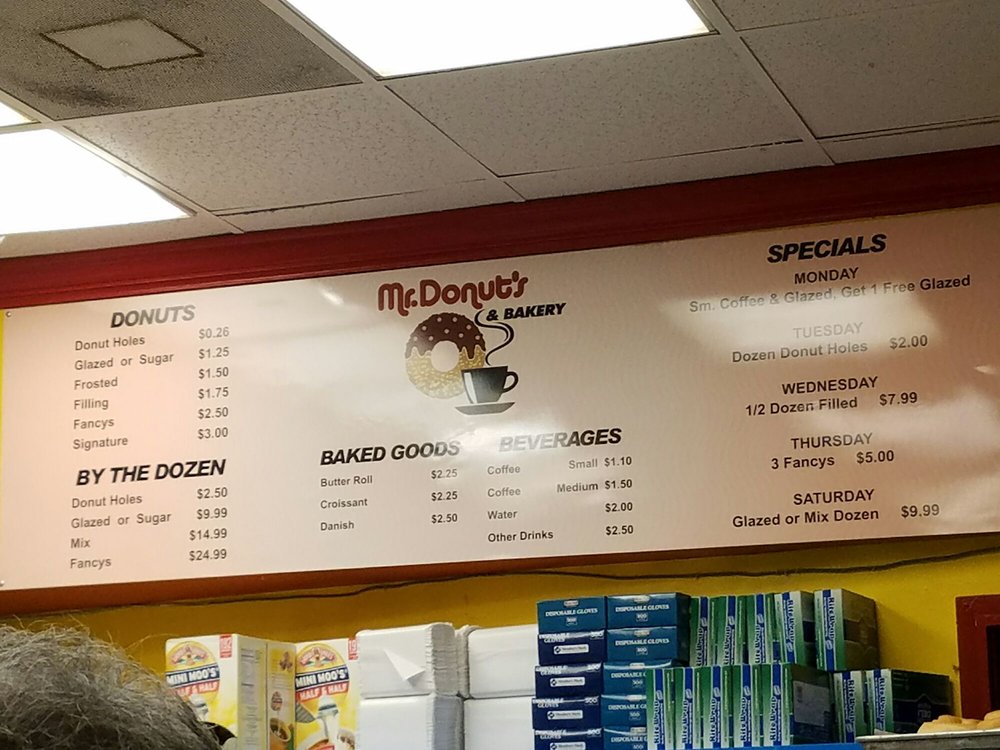 DONUTS
Donut Holes $0.26
Glazed or Sugar $1.25
Frosted $1.50
Filling $1.75
Fancys $2.50
Signature $3.00
BY THE DOZEN
Donut Holes $2.50
Glazed or Sugar $9.99
Mix $14.99
Fancys $24.99
Mr. Donut's
& BAKERY
BAKED GOODS
Butter Roll $2.25
Croissant $2.25
Danish $2.50
BEVERAGES
Coffee Small $1.10
Coffee Medium $1.50
Water $2.00
Other Drinks $2.50
SPECIALS
MONDAY
Sm. Coffee & Glazed, Get 1 Free Glazed
TUESDAY
Dozen Donut Holes $2.00
WEDNESDAY
1/2 Dozen Filled $7.99
THURSDAY
3 Fancys $5.00
SATURDAY
Glazed or Mix Dozen $9.99
MINI MOO'S
HALF & HALF
MINI MOO'S
HALF & HALF
DISPOSABLE GLOVES
500
DISPOSABLE GLOVES
500